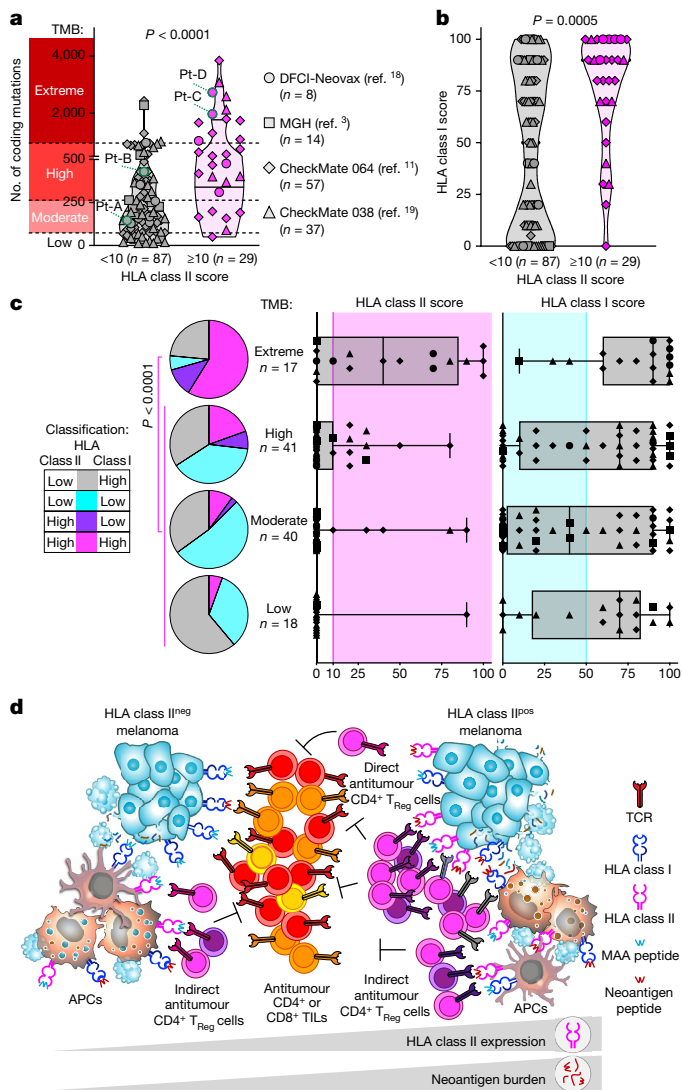 a
TMB:
P < 0.0001
No. of coding mutations
4,000
2,000
500
250
0
Extreme
High
Moderate
Low
Pt-D
Pt-C
Pt-B
Pt-A
<10 (n = 87) ≥10 (n = 29)
HLA class II score
DFCI-Neovax (ref. 18)
(n = 8)
MGH (ref. 3)
(n = 14)
CheckMate 064 (ref. 11)
(n = 57)
CheckMate 038 (ref. 19)
(n = 37)
b
P = 0.0005
HLA class I score
100
75
50
25
0
<10 (n = 87) ≥10 (n = 29)
HLA class II score
c
TMB:
HLA class II score
HLA class I score
P < 0.0001
Extreme
n = 17
High
n = 41
Moderate
n = 40
Low
n = 18
Classification:
HLA
Class II Class I
Low High
Low Low
High Low
High High
0 10 25 50 75 100
0 25 50 75 100
d
HLA class IIneg
melanoma
HLA class IIpos
melanoma
Direct
antitumour
CD4+ TReg cells
TCR
HLA class I
HLA class II
MAA peptide
Neoantigen
peptide
APCs
Indirect
antitumour
CD4+ TReg cells
Antitumour
CD4+ or
CD8+ TILs
Indirect
antitumour
CD4+ TReg cells
APCs
HLA class II expression
Neoantigen burden